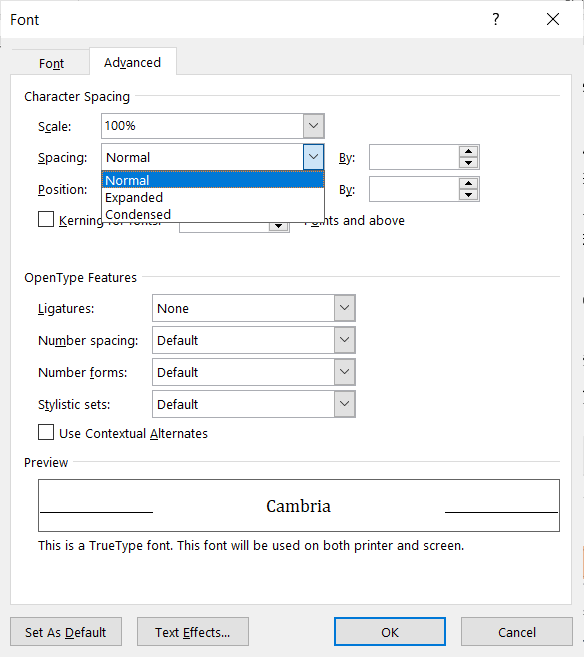 Font ?
Font Advanced
Character Spacing
Scale: 100%
Spacing: Normal By:
Normal
Position: By:
Expanded
Condensed
Kerning for fonts: Points and above
OpenType Features
Ligatures: None
Number spacing: Default
Number forms: Default
Stylistic sets: Default
Use Contextual Alternates
Preview
Cambria
This is a TrueType font. This font will be used on both printer and screen.
Set As Default Text Effects... OK Cancel